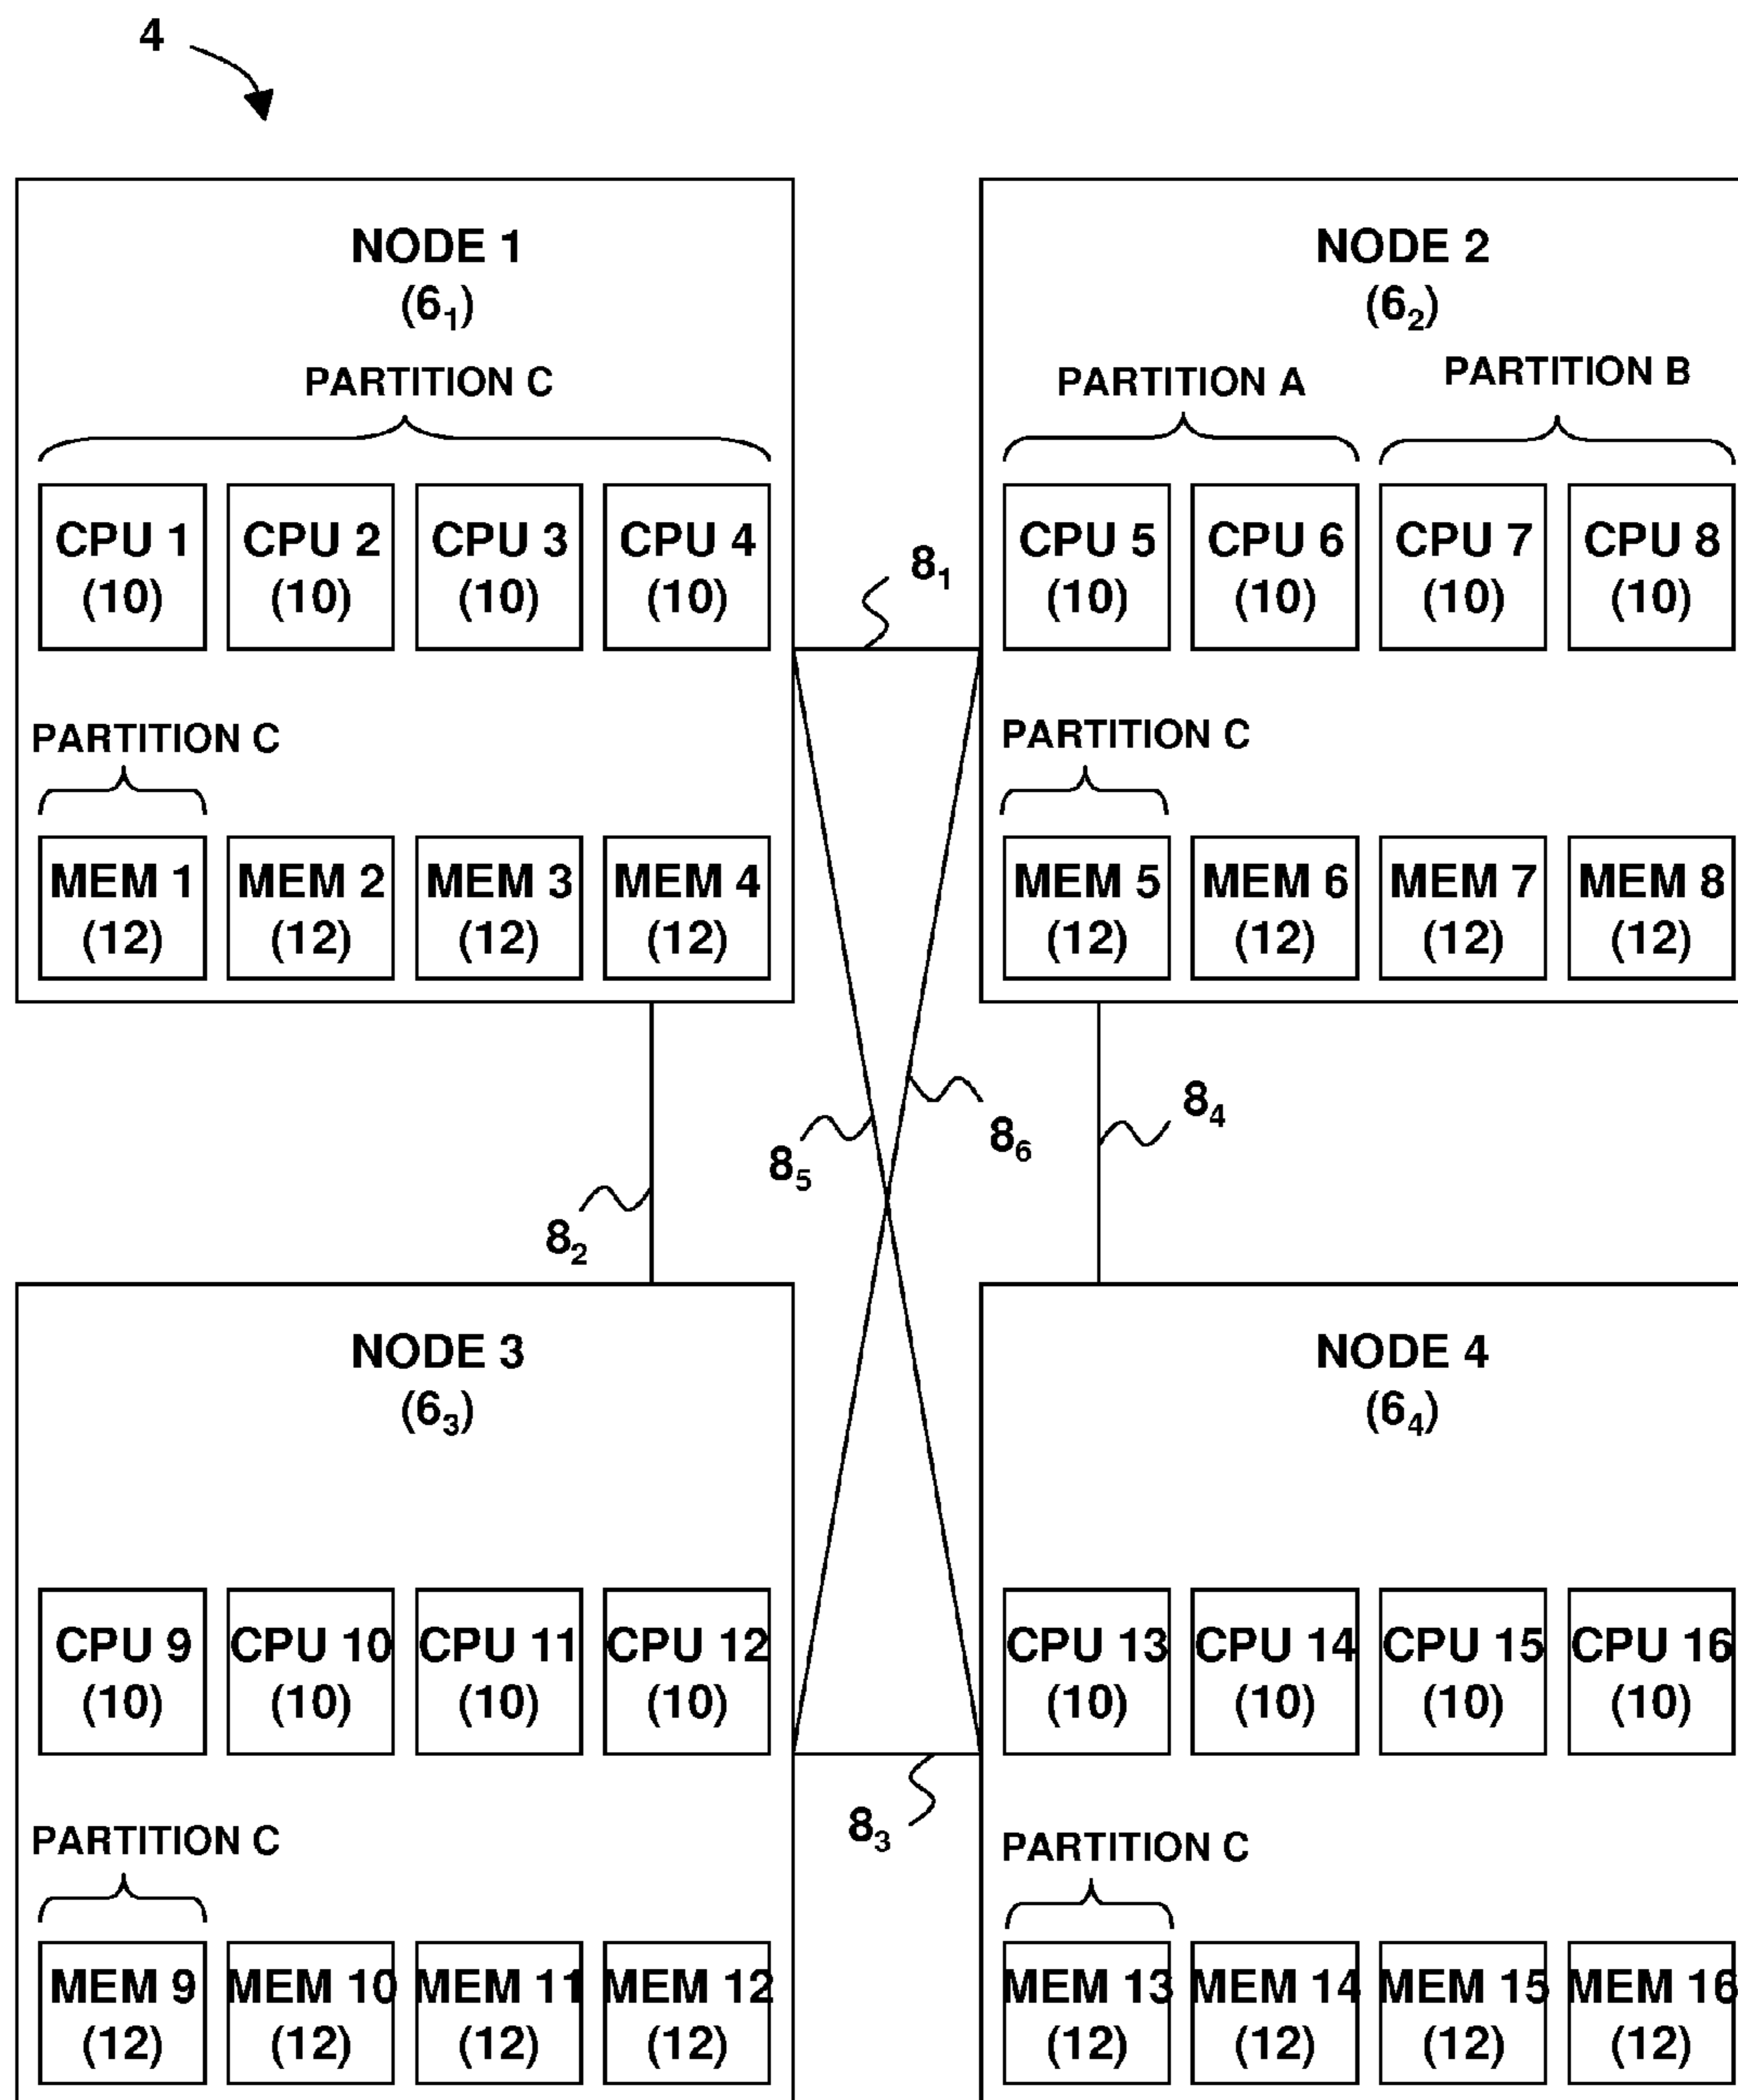 4
NODE 1
(6₁)
PARTITION C
CPU 1
(10)
CPU 2
(10)
CPU 3
(10)
CPU 4
(10)
PARTITION C
MEM 1
(12)
MEM 2
(12)
MEM 3
(12)
MEM 4
(12)
NODE 2
(6₂)
PARTITION A
PARTITION B
CPU 5
(10)
CPU 6
(10)
CPU 7
(10)
CPU 8
(10)
PARTITION C
MEM 5
(12)
MEM 6
(12)
MEM 7
(12)
MEM 8
(12)
8₁
8₅
8₆
8₄
8₂
NODE 3
(6₃)
CPU 9
(10)
CPU 10
(10)
CPU 11
(10)
CPU 12
(10)
PARTITION C
MEM 9
(12)
MEM 10
(12)
MEM 11
(12)
MEM 12
(12)
8₃
NODE 4
(6₄)
CPU 13
(10)
CPU 14
(10)
CPU 15
(10)
CPU 16
(10)
PARTITION C
MEM 13
(12)
MEM 14
(12)
MEM 15
(12)
MEM 16
(12)